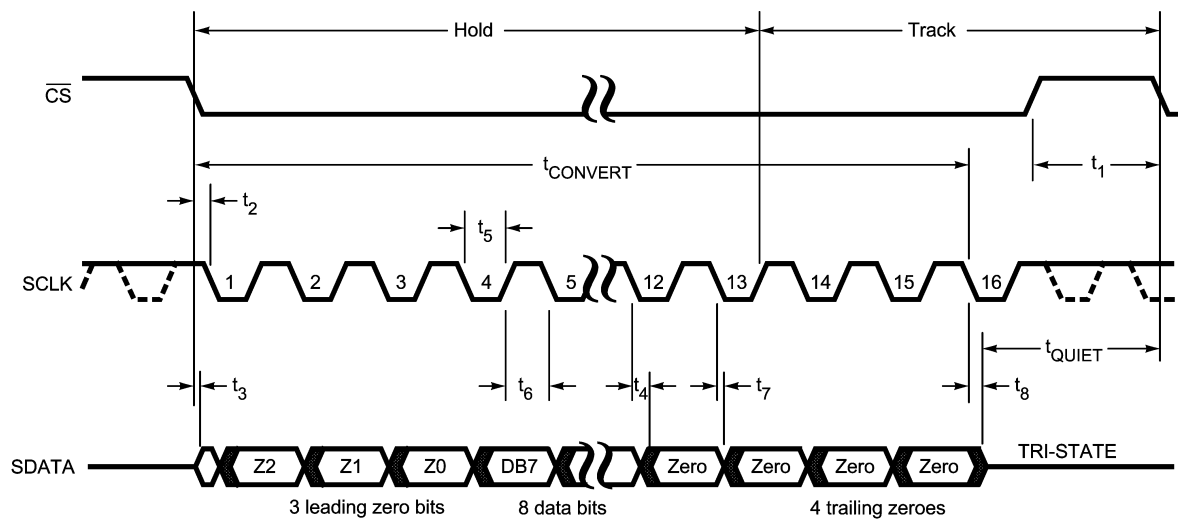 Hold Track
CS
tCONVERT t1
t2
t5
SCLK 1 2 3 4 5 12 13 14 15 16
tQUIET
t3 t6 t4 t7 t8
SDATA Z2 Z1 Z0 DB7 Zero Zero Zero Zero TRI-STATE
3 leading zero bits 8 data bits 4 trailing zeroes